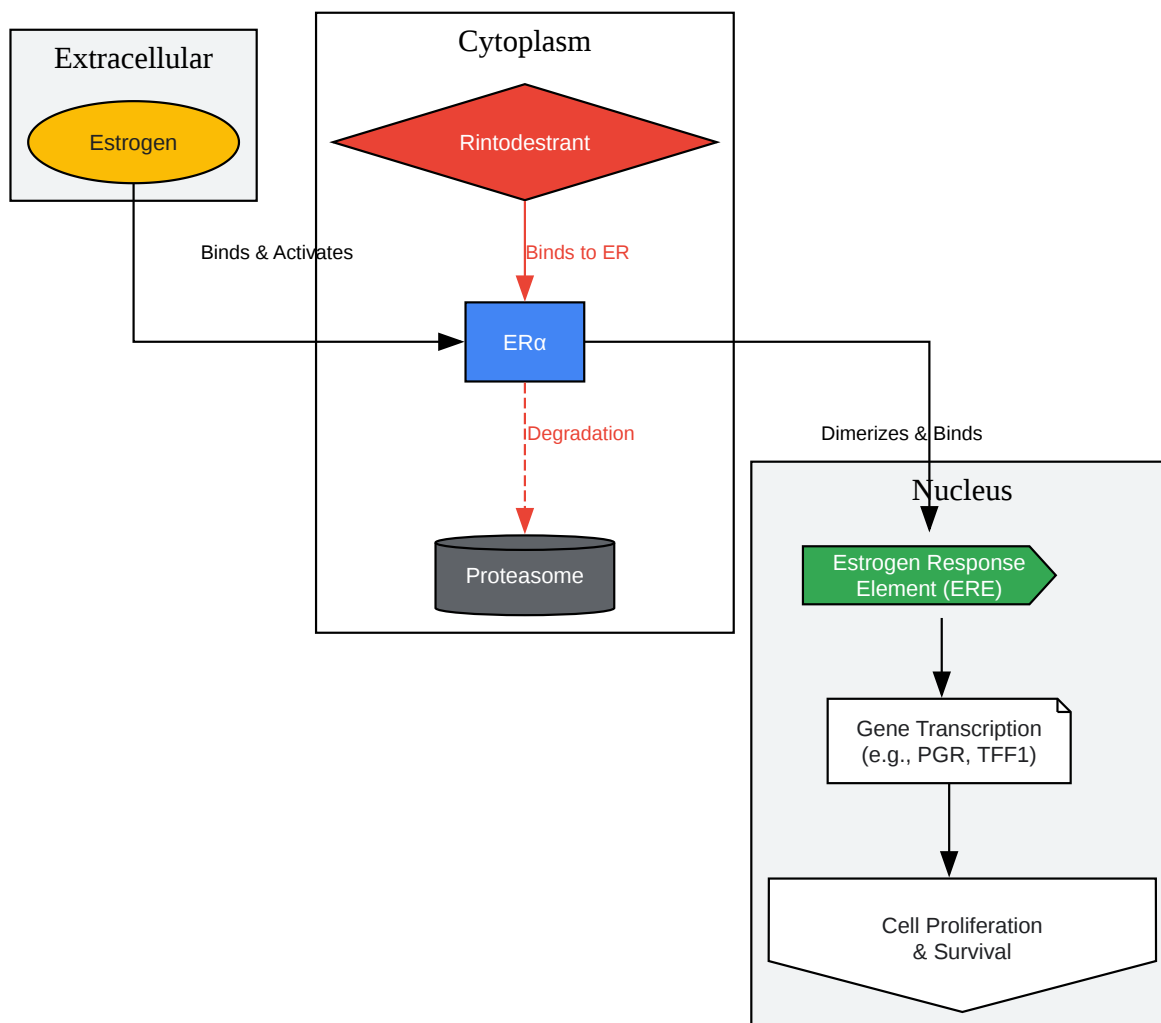 Extracellular
Estrogen
Cytoplasm
Rintodestrant
Binds & Activates
Binds to ER
ERα
Degradation
Proteasome
Dimerizes & Binds
Nucleus
Estrogen Response
Element (ERE)
Gene Transcription
(e.g., PGR, TFF1)
Cell Proliferation
& Survival